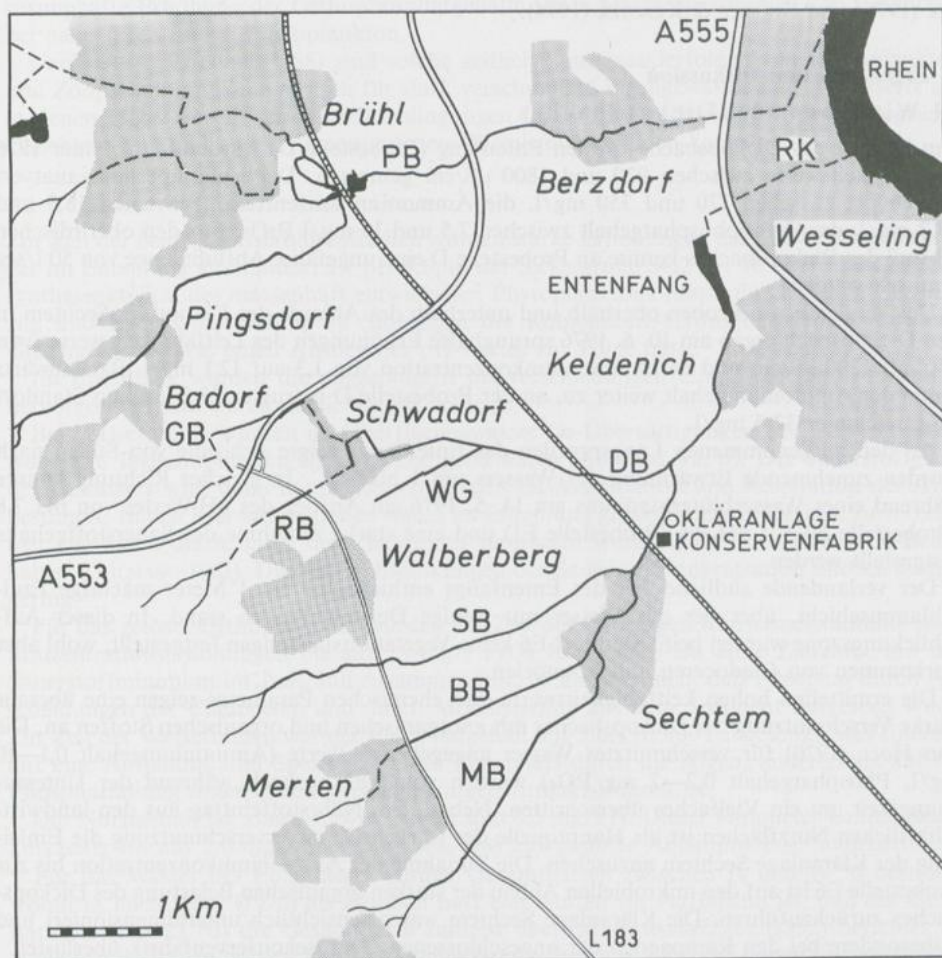 A555
RHEIN
Brühl
PB
RK
Berzdorf
Wesseling
ENTENFANG
Pingsdorf
Keldenich
Badorf
Schwadorf
GB
DB
WG
RB
OKLÄRANLAGE
KONSERVENFABRIK
A553
Walberberg
SB
BB
Sechtem
Merten
MB
1Km
L183